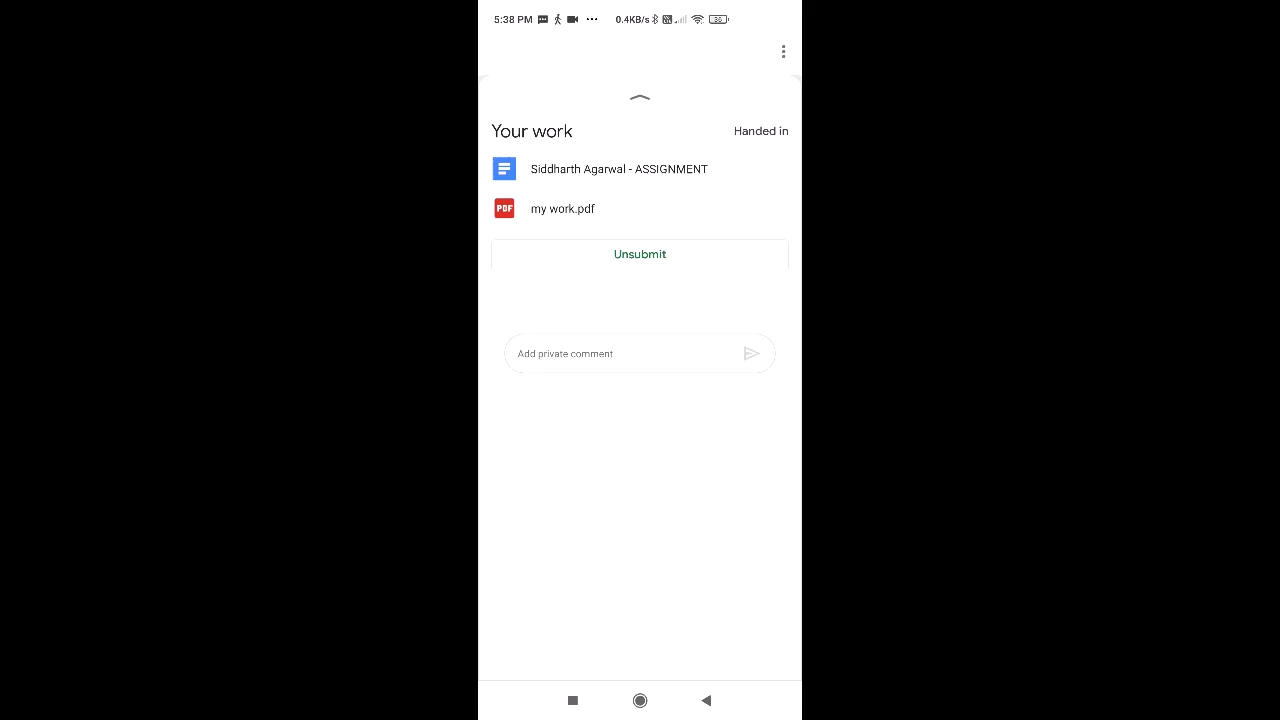 5:38 PM 0.4KB/s 36
Your work Handed in
Siddharth Agarwal - ASSIGNMENT
PDF my work.pdf
Unsubmit
Add private comment